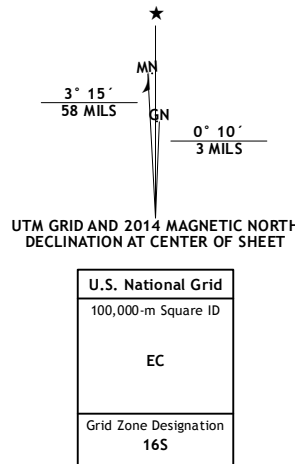 ★
MN
3° 15´
58 MILS
GN
0° 10´
3 MILS
UTM GRID AND 2014 MAGNETIC NORTH
DECLINATION AT CENTER OF SHEET
U.S. National Grid
100,000-m Square ID
EC
Grid Zone Designation
16S